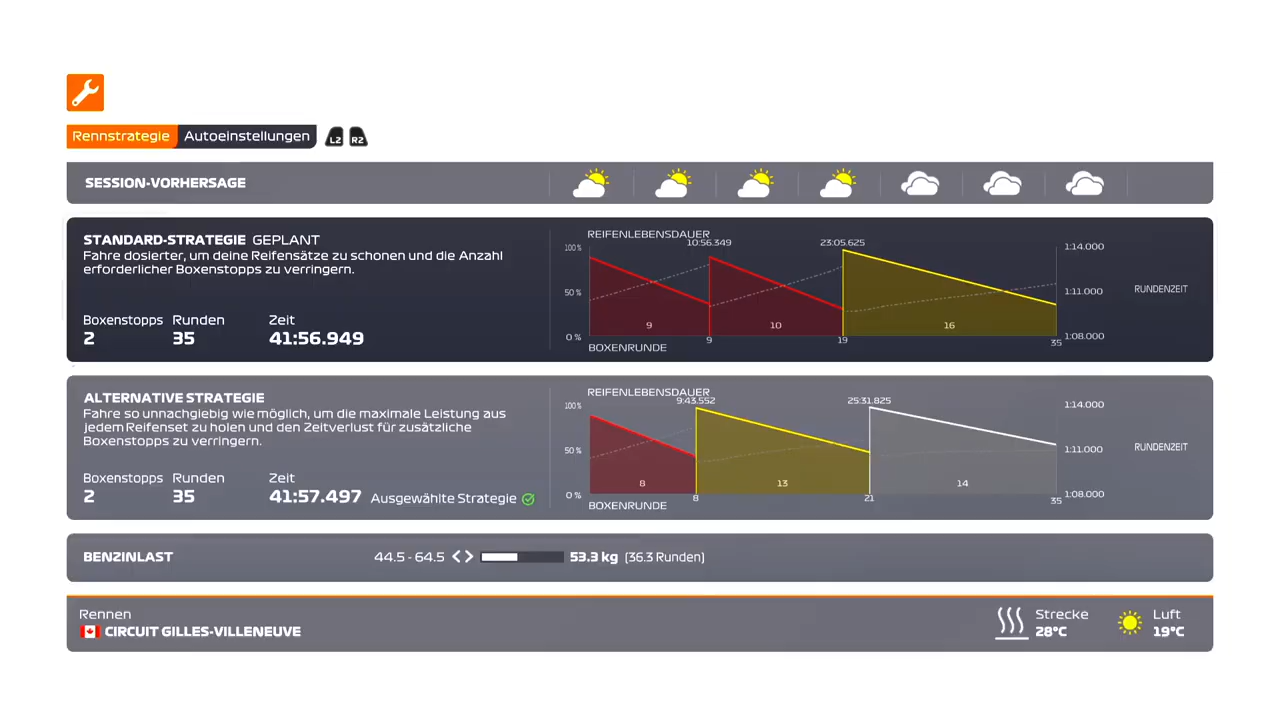 Rennstrategie Autoeinstellungen L2 R2
SESSION-VORHERSAGE
STANDARD-STRATEGIE GEPLANT
Fahre dosierter, um deine Reifensätze zu schonen und die Anzahl
erforderlicher Boxenstopps zu verringern.
Boxenstopps Runden Zeit
2 35 41:56.949
REIFENLEBENSDAUER
10:56.349 23:05.625
100% 1:14.000
50% 1:11.000 RUNDENZEIT
9 10 16
0% 1:08.000
9 19 35
BOXENRUNDE
ALTERNATIVE STRATEGIE
Fahre so unnachgiebig wie möglich, um die maximale Leistung aus
jedem Reifenset zu holen und den Zeitverlust für zusätzliche
Boxenstopps zu verringern.
Boxenstopps Runden Zeit
2 35 41:57.497 Ausgewählte Strategie
REIFENLEBENSDAUER
9:43.552 25:31.825
100% 1:14.000
50% 1:11.000 RUNDENZEIT
8 13 14
0% 1:08.000
8 21 35
BOXENRUNDE
BENZINLAST 44.5 - 64.5 53.3 kg (36.3 Runden)
Rennen
CIRCUIT GILLES-VILLENEUVE
Strecke
28°C
Luft
19°C